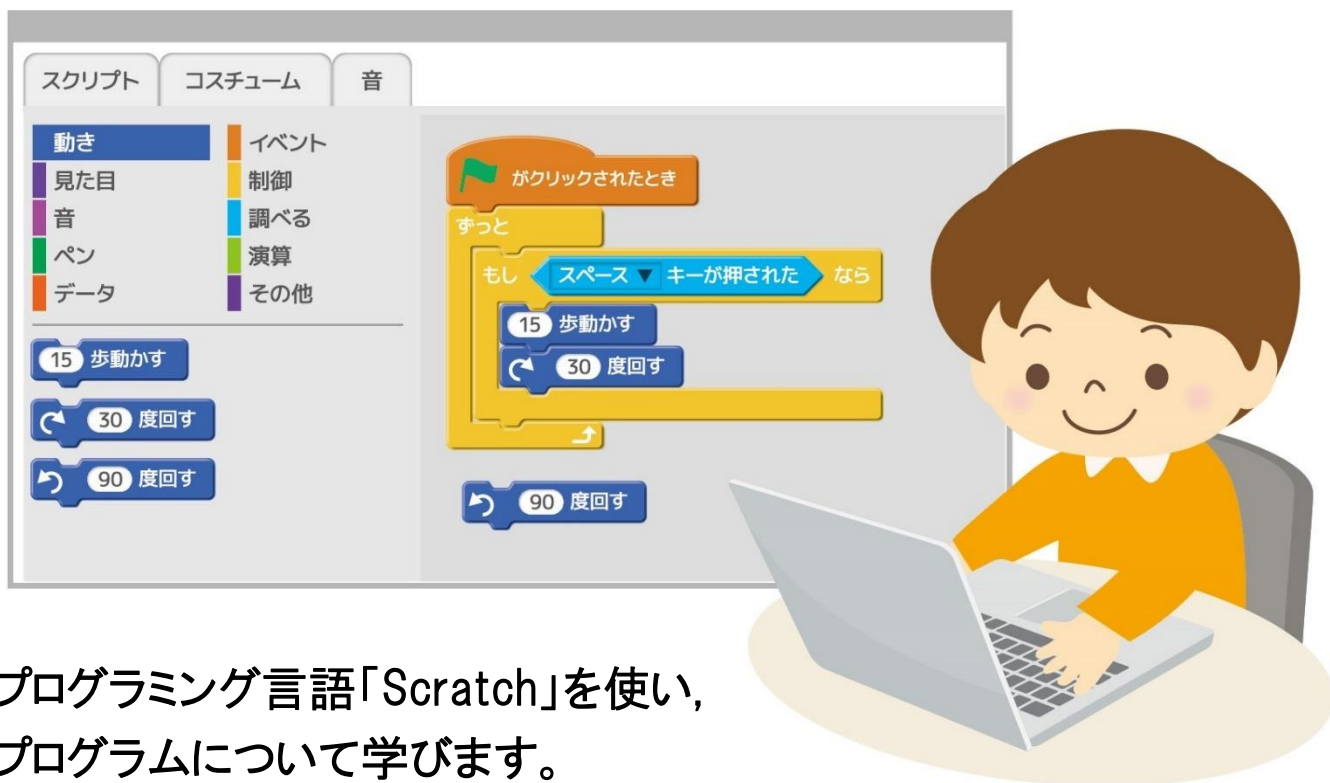 スクリプト コスチューム 音
動き イベント
見た目 制御
音 調べる
ペン 演算
データ その他
15 歩動かす
30 度回す
90 度回す
がクリックされたとき
ずっと
もし スペース ▼ キーが押された なら
15 歩動かす
30 度回す
90 度回す
プログラミング言語「Scratch」を使い,
プログラムについて学びます。